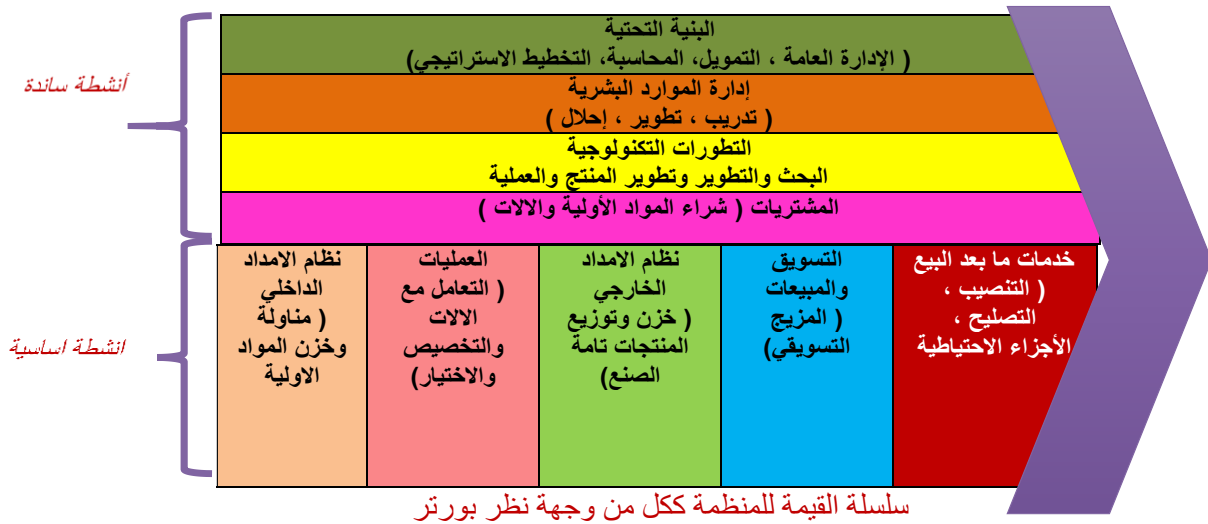 أنشطة ساندة
البنية التحتية
( الإدارة العامة ، التمويل، المحاسبة، التخطيط الاستراتيجي)
إدارة الموارد البشرية
( تدريب ، تطوير ، إحلال )
التطورات التكنولوجية
البحث والتطوير وتطوير المنتج والعملية
المشتريات ( شراء المواد الأولية والالات )
انشطة اساسية
نظام الامداد
الداخلي
( مناولة
وخزن المواد
الاولية
العمليات
( التعامل مع
الالات
والتخصيص
والاختيار)
نظام الامداد
الخارجي
( خزن وتوزيع
المنتجات تامة
الصنع)
التسويق
والمبيعات
( المزيج
التسويقي)
خدمات ما بعد البيع
( التنصيب ،
التصليح ،
الأجزاء الاحتياطية
سلسلة القيمة للمنظمة ككل من وجهة نظر بورتر